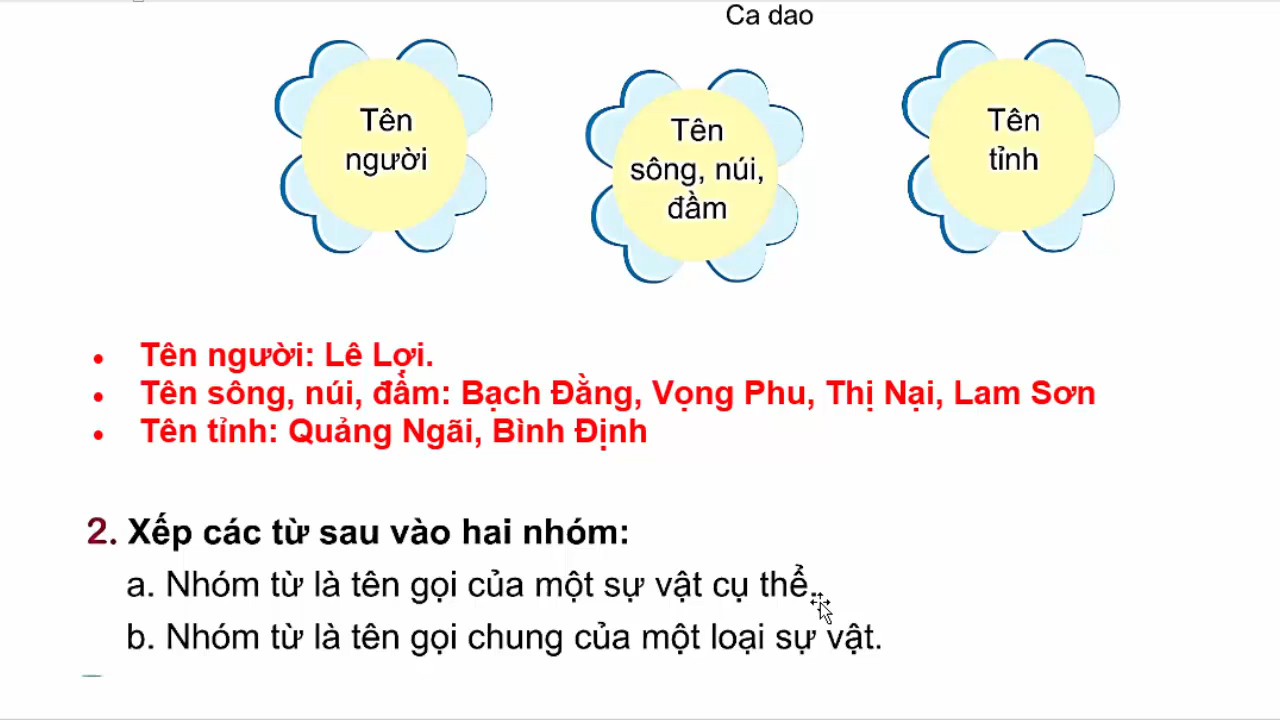 Ca dao
Tên
người
Tên
sông, núi,
đầm
Tên
tỉnh
• Tên người: Lê Lợi.
• Tên sông, núi, đầm: Bạch Đằng, Vọng Phu, Thị Nại, Lam Sơn
• Tên tỉnh: Quảng Ngãi, Bình Định
2. Xếp các từ sau vào hai nhóm:
a. Nhóm từ là tên gọi của một sự vật cụ thể.
b. Nhóm từ là tên gọi chung của một loại sự vật.